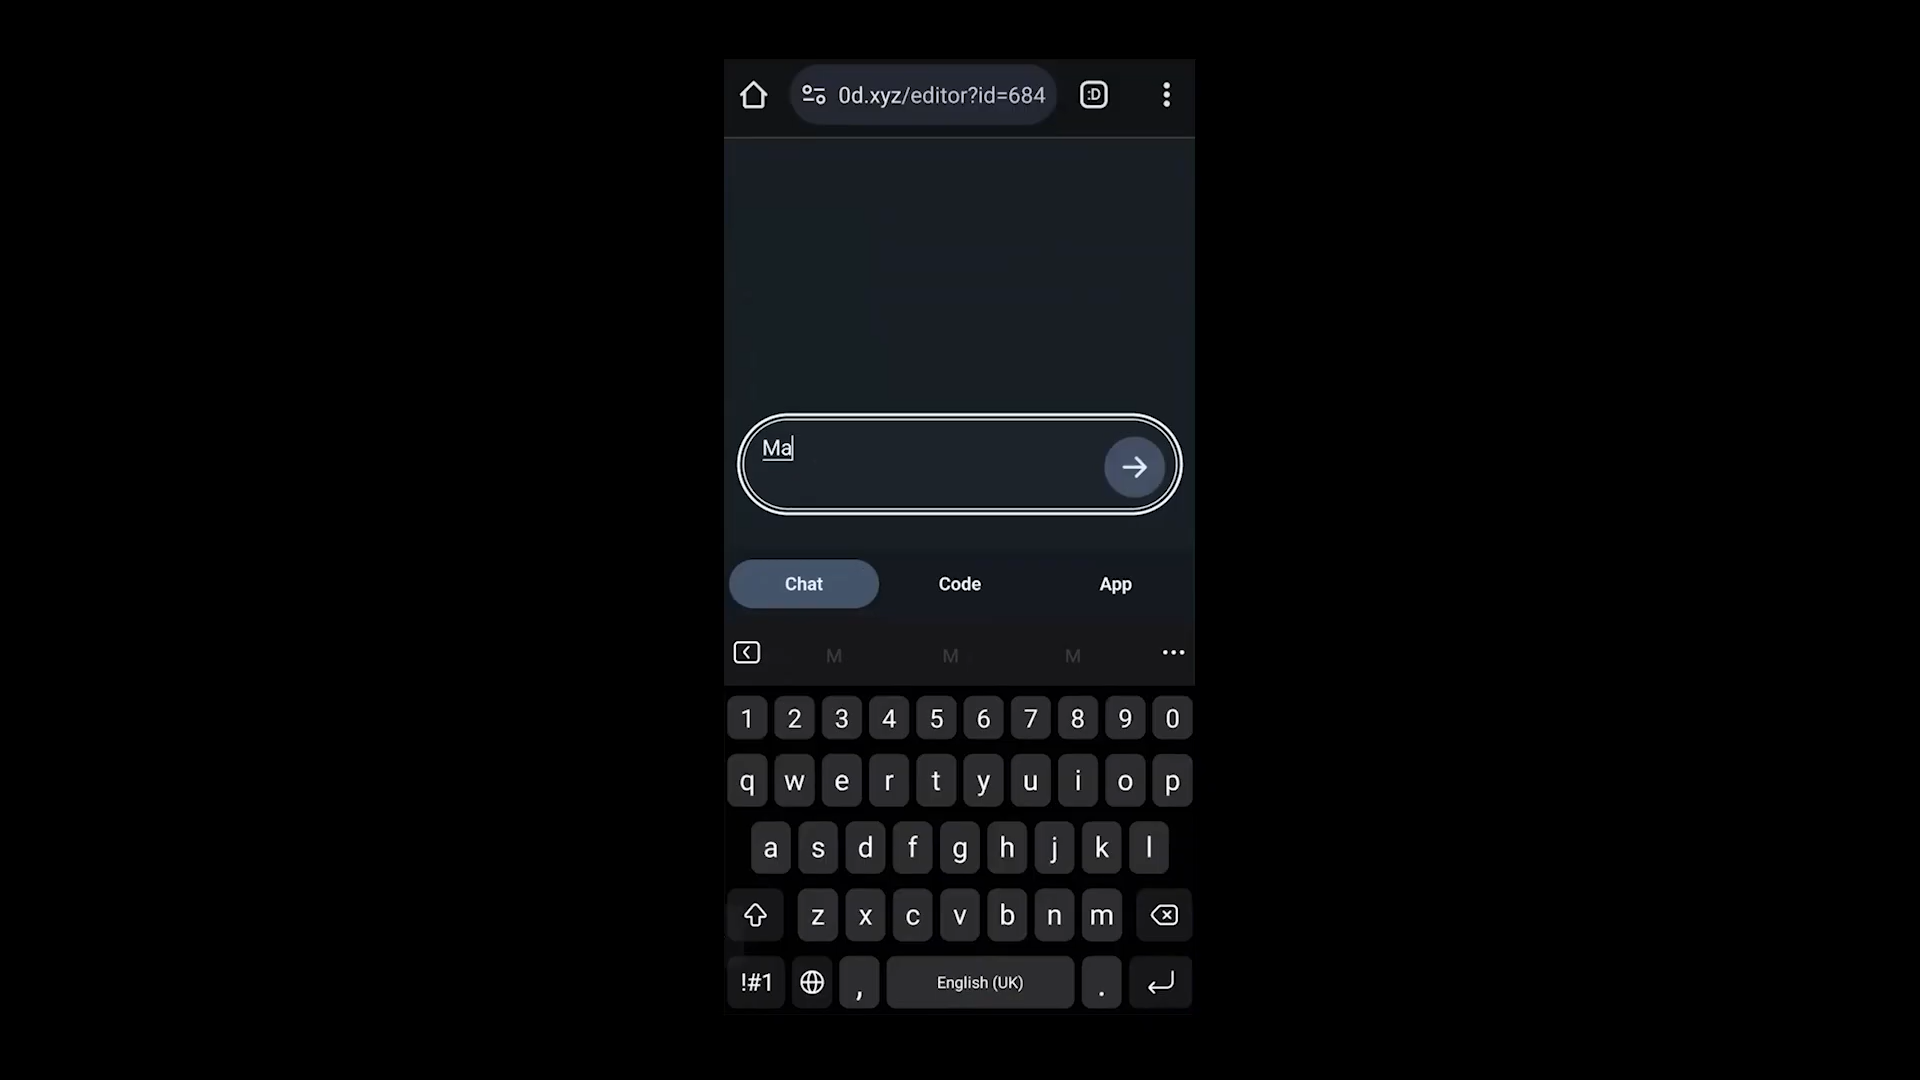 0d.xyz/editor?id=684
:D
Ma
Chat Code App
M M M
1 2 3 4 5 6 7 8 9 0
q w e r t y u i o p
a s d f g h j k l
z x c v b n m
!#1 , English (UK) .